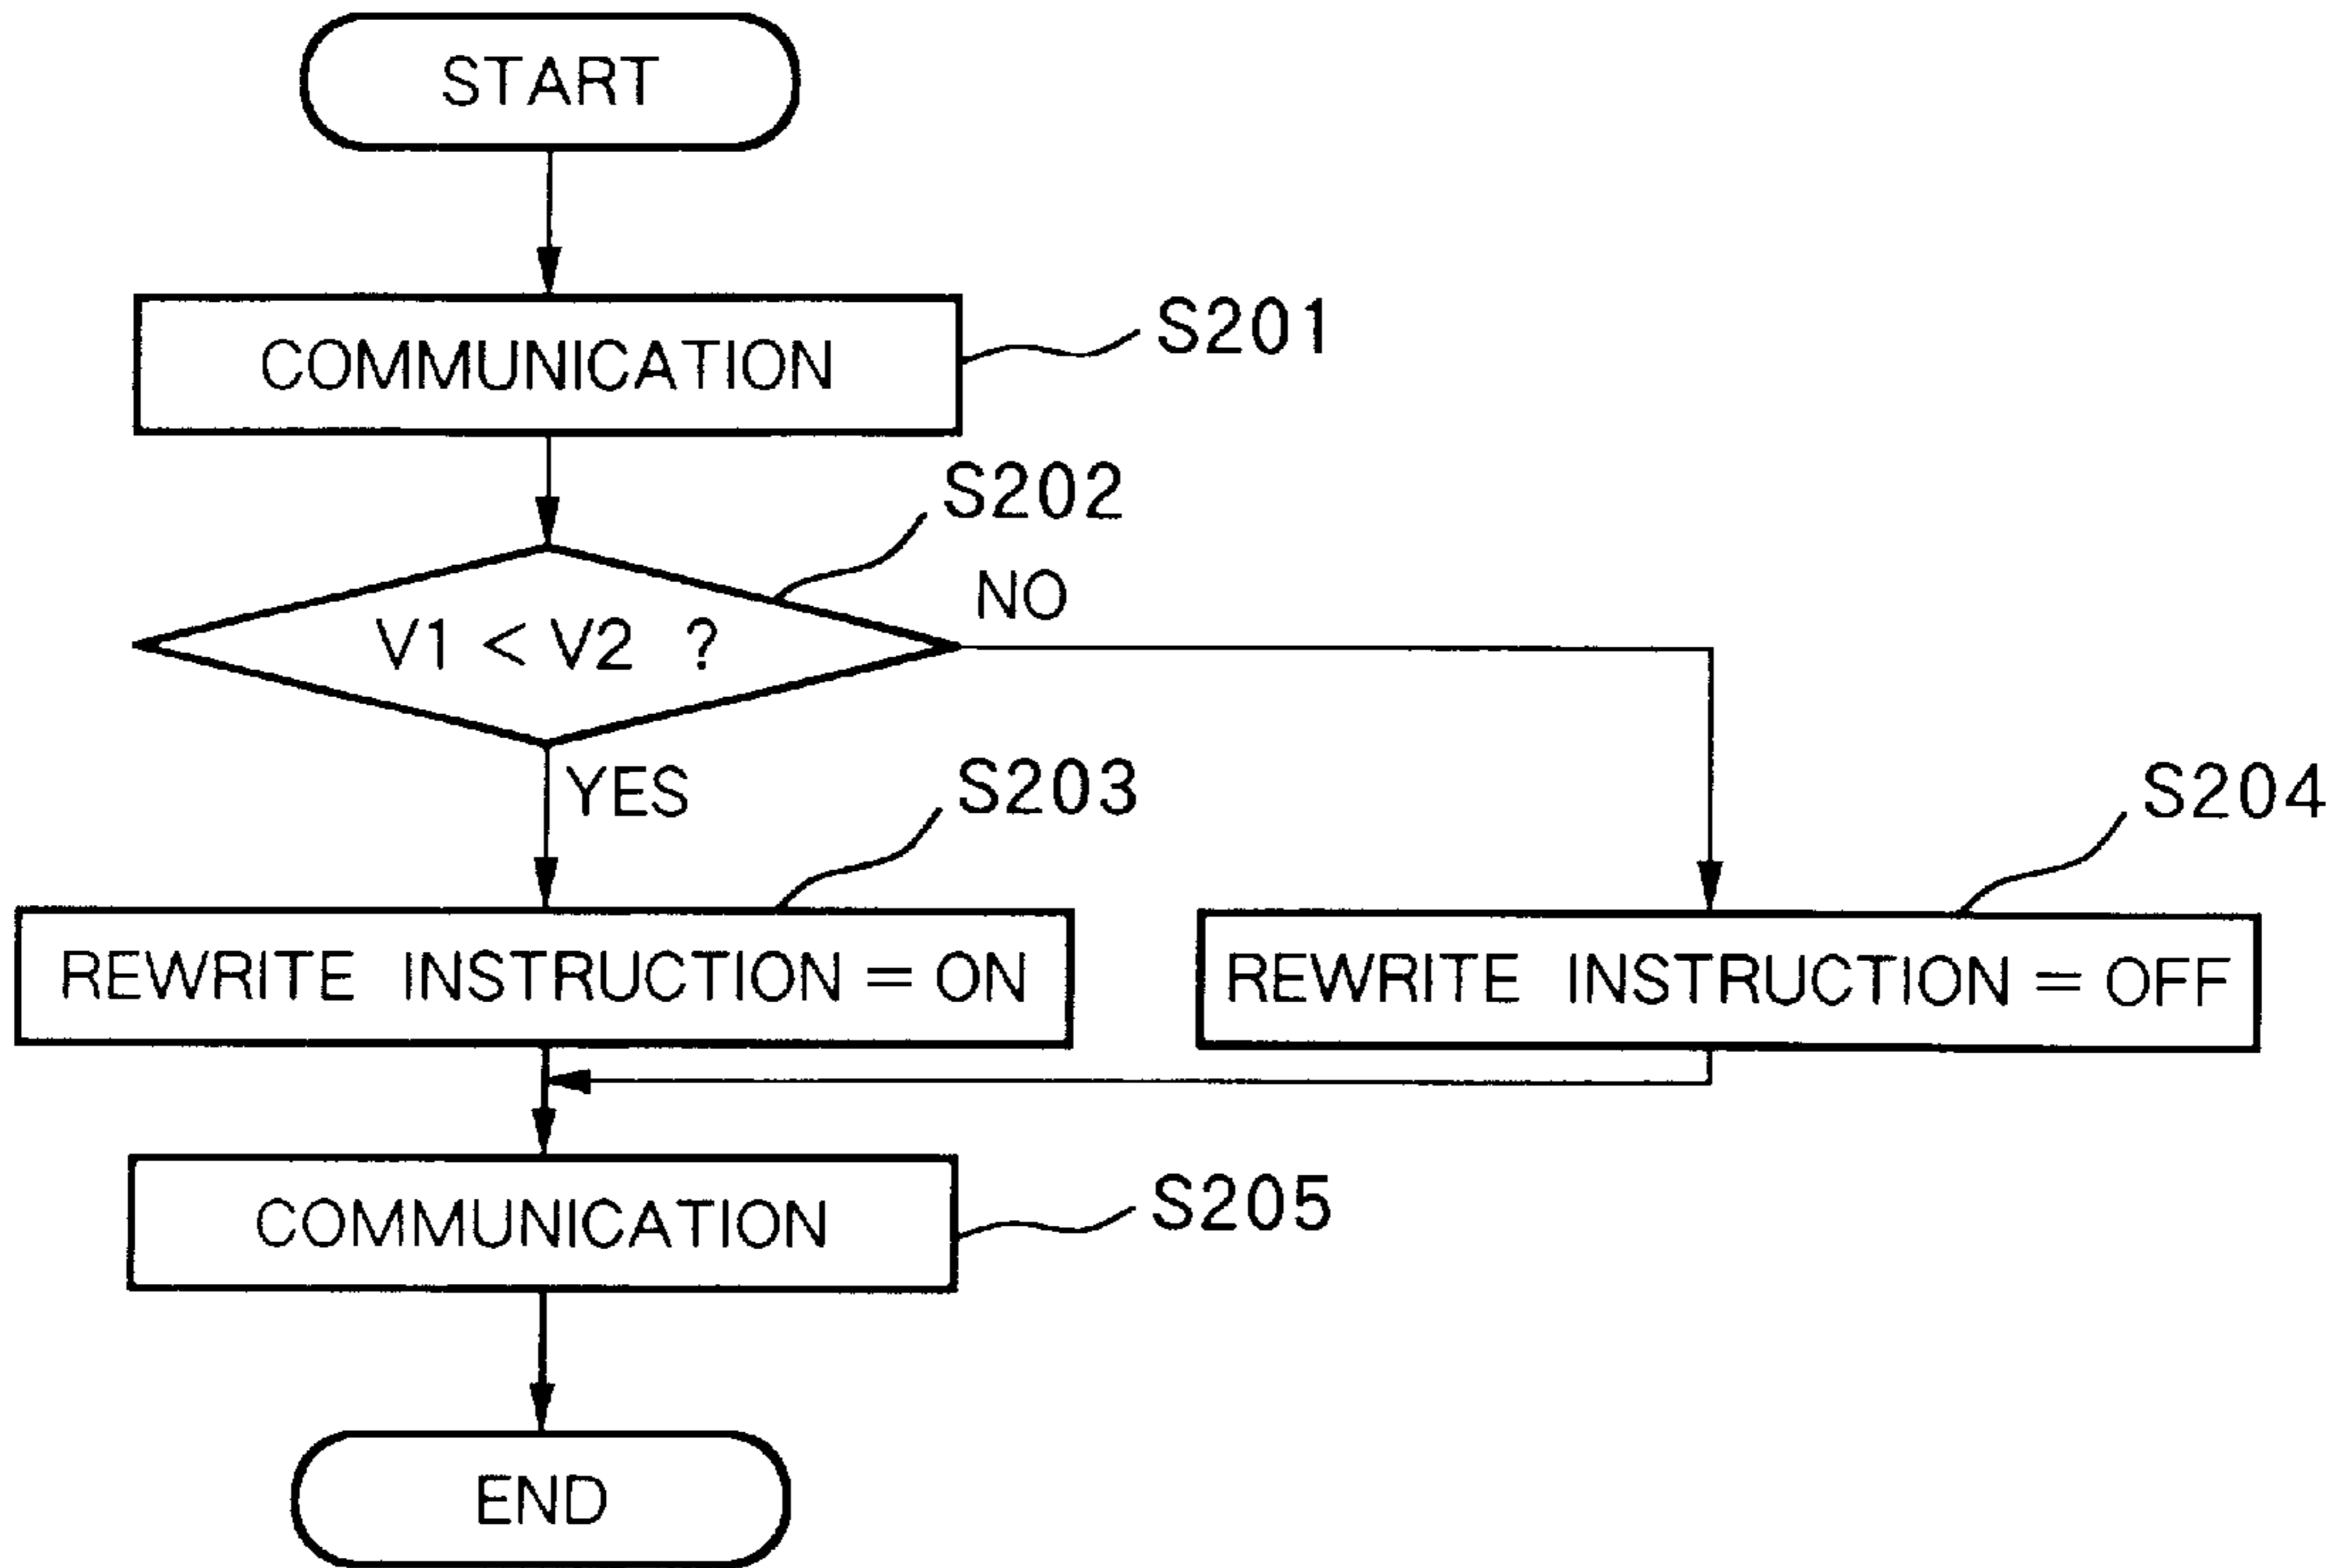 START
COMMUNICATION
S201
S202
V1 < V2 ?
NO
YES
S203
S204
REWRITE INSTRUCTION = ON
REWRITE INSTRUCTION = OFF
COMMUNICATION
S205
END